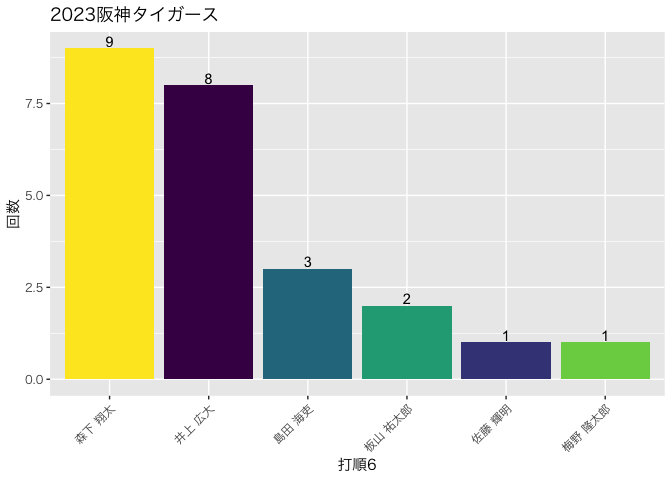 2023阪神タイガース
回数
7.5
5.0
2.5
0.0
9
8
3
2
1
1
森下 翔太
井上 広大
島田 海吏
板山 祐太郎
佐藤 輝明
梅野 隆太郎
打順6